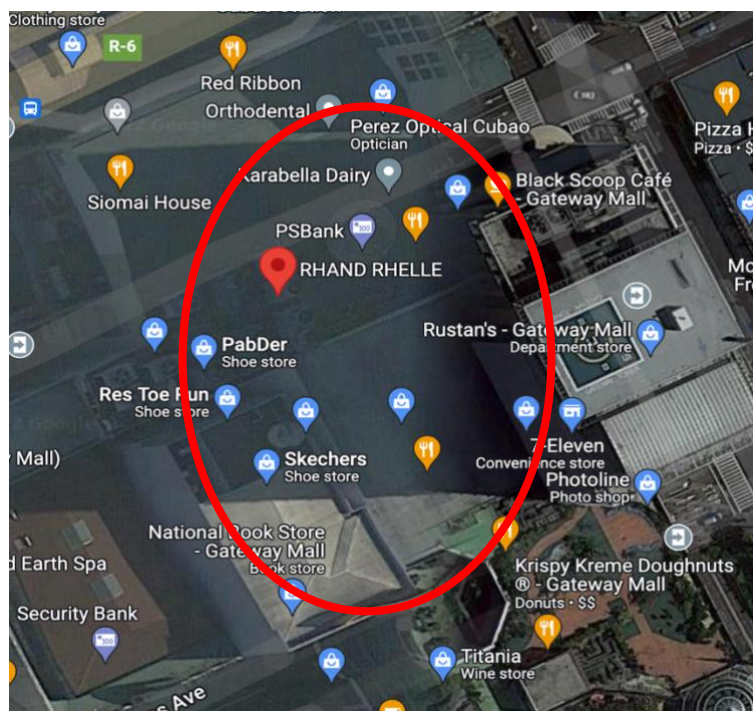 Clothing store
R-6
Red Ribbon
Orthodental
Perez Optical Cubao
Optician
Pizza
Pizza · $
Karabella Dairy
Siomai House
Black Scoop Café
- Gateway Mall
PSBank
RHAND RHELLE
Rustan's - Gateway Mall
Department store
PabDer
Shoe store
Res Toe Run
Shoe store
Mall)
Skechers
Shoe store
7-Eleven
Convenience store
Photoline
Photo shop
National Book Store
- Gateway Mall
Book store
Earth Spa
Krispy Kreme Doughnuts
® - Gateway Mall
Donuts · $$
Security Bank
Titania
Wine store
Ave